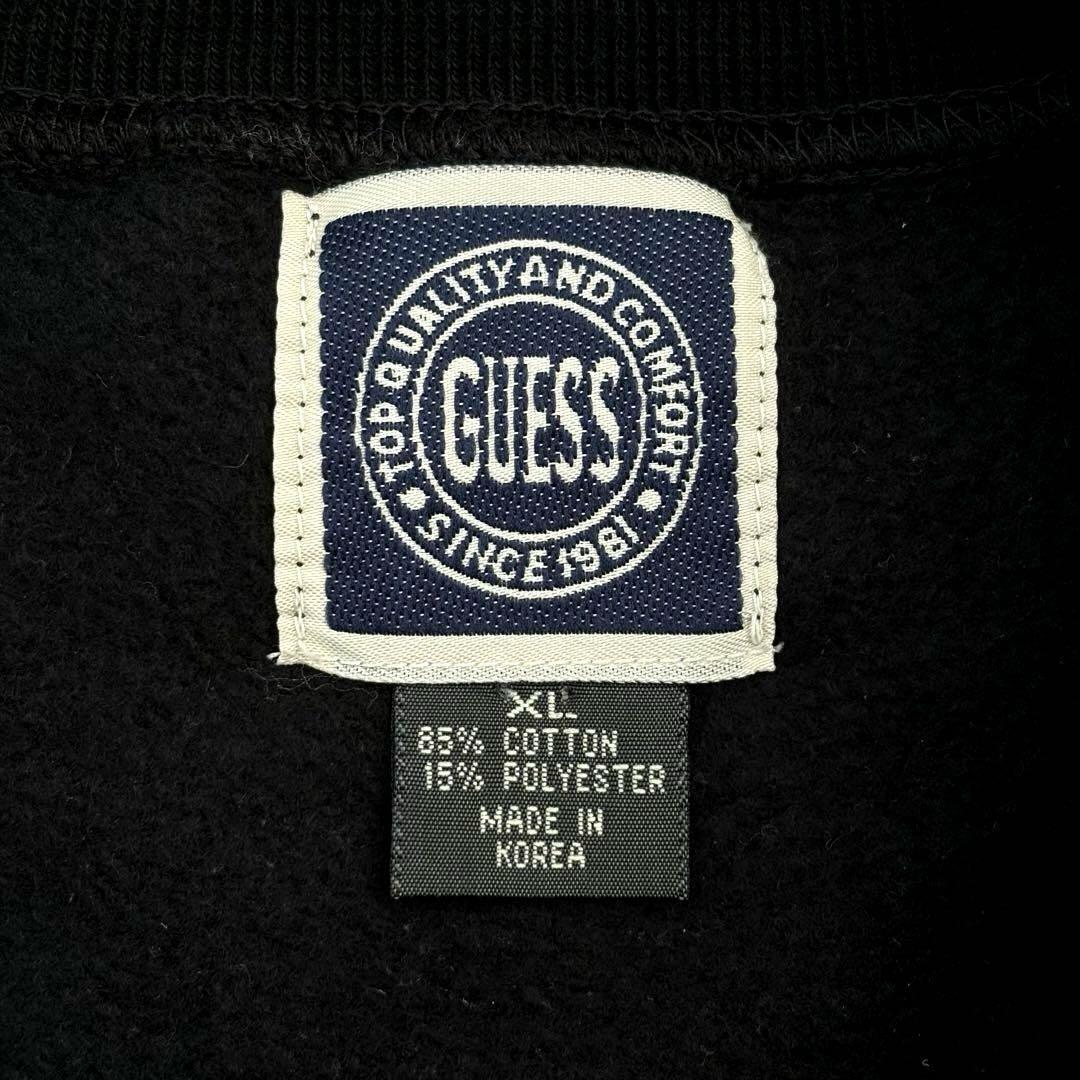 TOP QUALITY AND COMFORT
GUESS
SINCE 1981
XL
85% COTTON
15% POLYESTER
MADE IN
KOREA